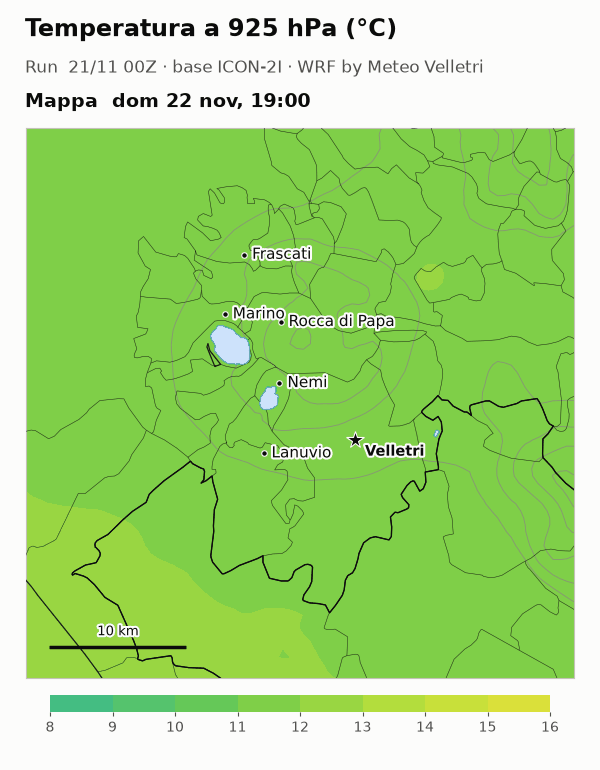 Temperatura a 925 hPa (°C)
Run  21/11 00Z · base ICON-2I · WRF by Meteo Velletri
Mappa  dom 22 nov, 19:00
Frascati
Marino
Rocca di Papa
Nemi
Velletri
Lanuvio
10 km
8 9 10 11 12 13 14 15 16